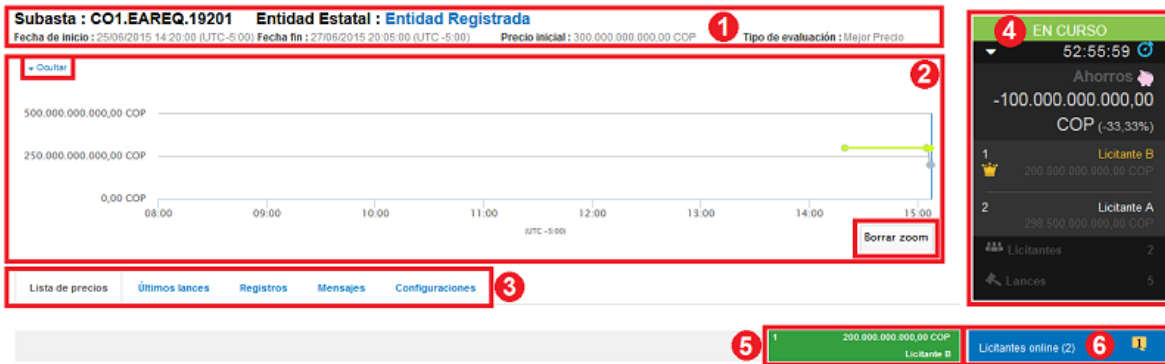 Subasta : CO1.EAREQ.19201 Entidad Estatal : Entidad Registrada
Fecha de inicio : 25/06/2015 14:20:00 (UTC-5:00) Fecha fin : 27/06/2015 20:05:00 (UTC -5:00) Precio inicial : 300.000.000.000,00 COP Tipo de evaluación : Mejor Precio
1
Ocultar
2
500.000.000.000,00 COP
250.000.000.000,00 COP
0,00 COP
08:00 09:00 10:00 11:00 12:00 13:00 14:00 15:00
(UTC -5:00)
Borrar zoom
Lista de precios Últimos lances Registros Mensajes Configuraciones
3
4
EN CURSO
52:55:59
Ahorros
-100.000.000.000,00
COP (-33,33%)
1 Licitante B
200.000.000.000,00 COP
2 Licitante A
298.500.000.000,00 COP
Licitantes 2
Lances 5
5
1 200.000.000.000,00 COP
Licitante B
Licitantes online (2)
6
1